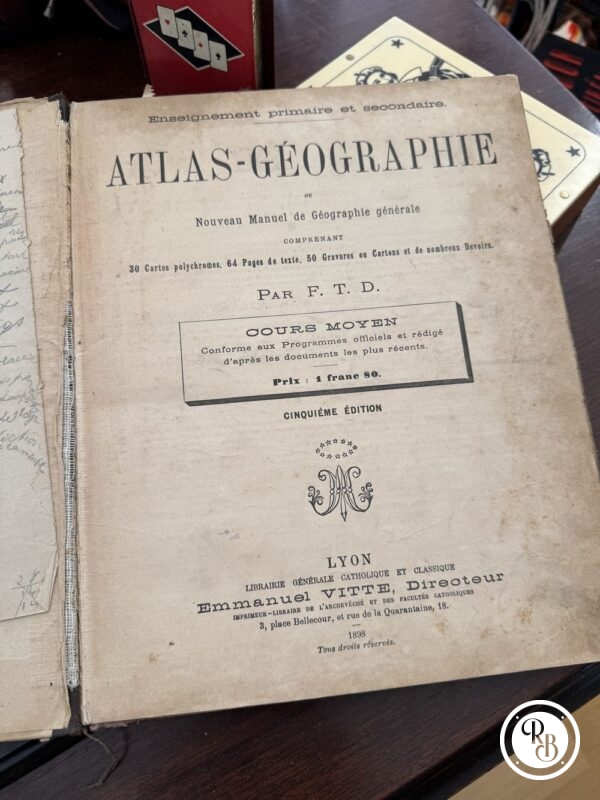 Enseignement primaire et secondaire.
ATLAS-GÉOGRAPHIE
OU
Nouveau Manuel de Géographie générale
COMPRENANT
30 Cartes polychromes, 64 Pages de texte, 50 Gravures ou Cartons et de nombreux Devoirs.
PAR F. T. D.
COURS MOYEN
Conforme aux Programmes officiels et rédigé
d'après les documents les plus récents.
Prix : 1 franc 80.
CINQUIÉME ÉDITION
LYON
LIBRAIRIE GÉNÉRALE CATHOLIQUE ET CLASSIQUE
Emmanuel VITTE, Directeur
IMPRIMEUR-LIBRAIRE DE L'ARCHEVÊCHÉ ET DES FACULTÉS CATHOLIQUES
3, place Bellecour, et rue de la Quarantaine, 18.
1898
Tous droits réservés.
RB